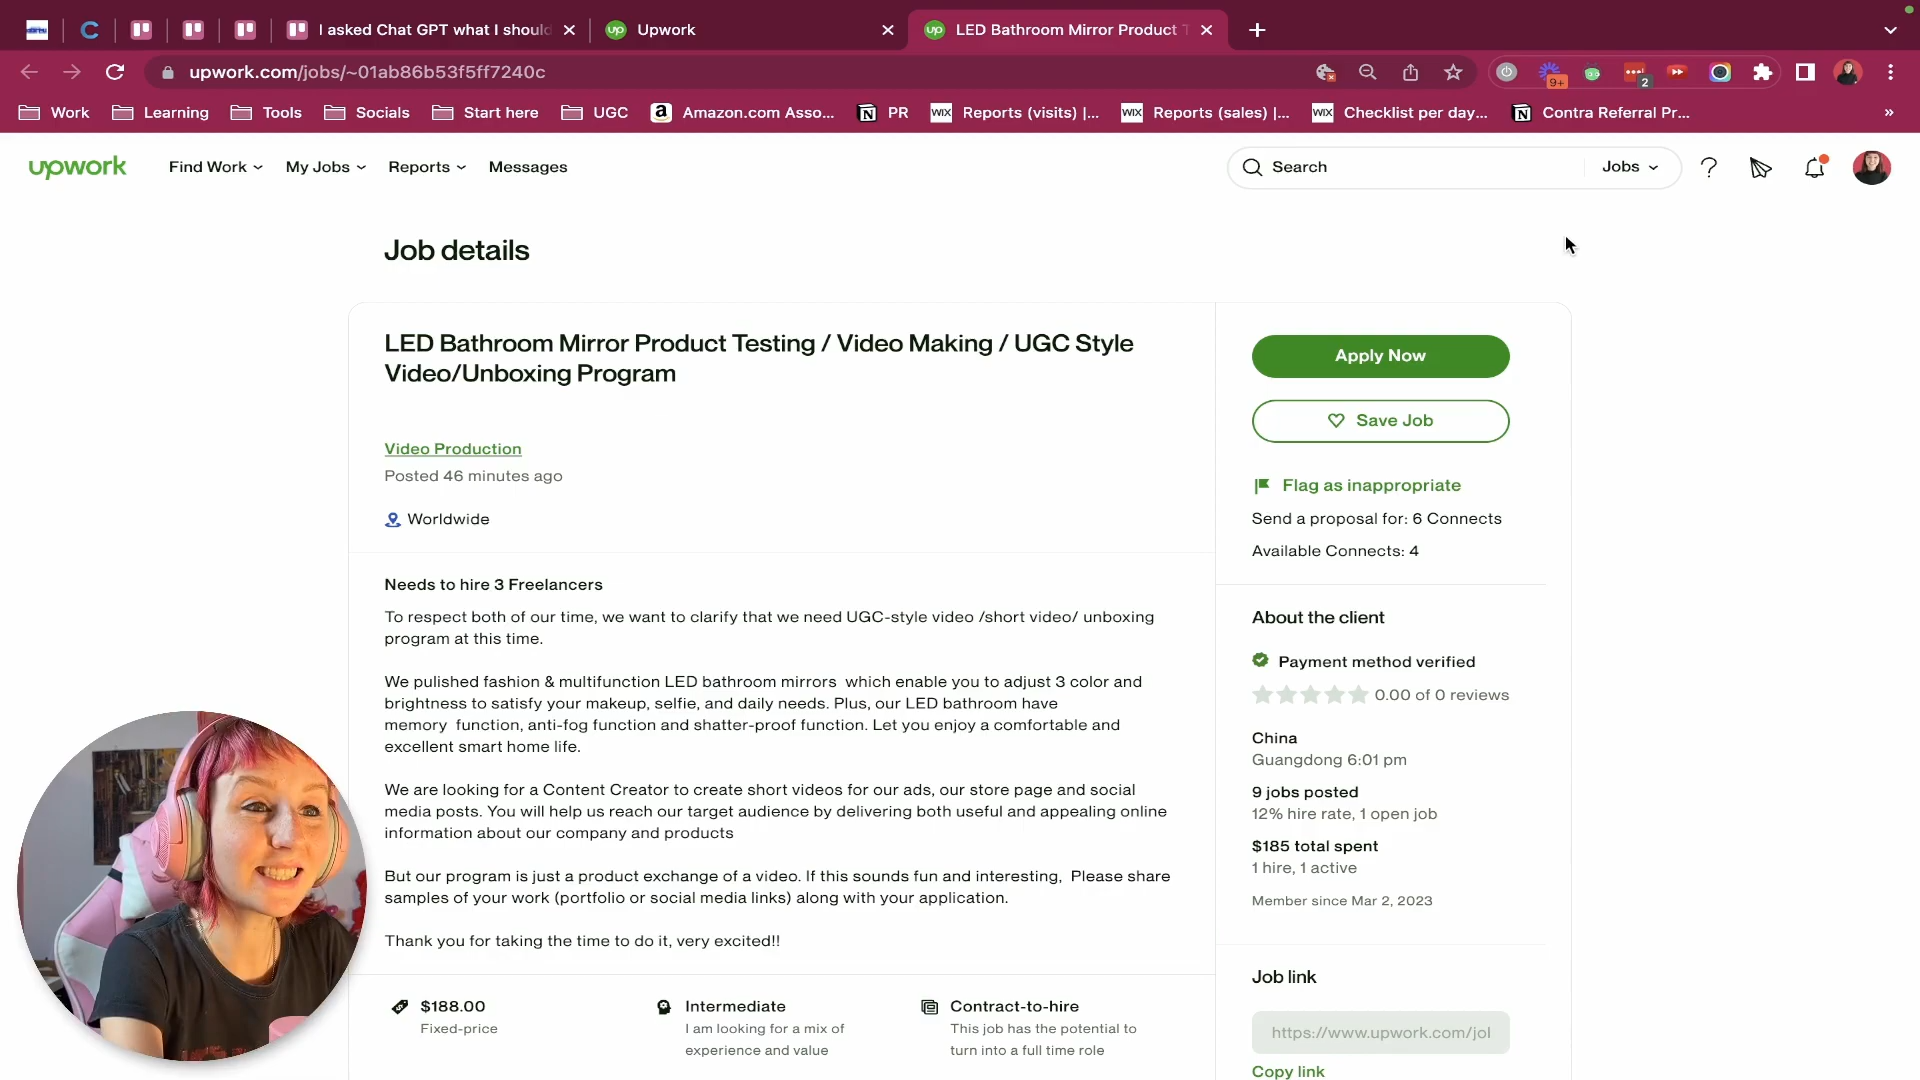 I asked Chat GPT what I should
Upwork
LED Bathroom Mirror Product T
upwork.com/jobs/~01ab86b53f5ff7240c
9+
2
Work
Learning
Tools
Socials
Start here
UGC
Amazon.com Asso...
PR
WIX Reports (visits) |...
WIX Reports (sales) |...
WIX Checklist per day...
Contra Referral Pr...
»
upwork
Find Work
My Jobs
Reports
Messages
Search
Jobs
Job details
LED Bathroom Mirror Product Testing / Video Making / UGC Style
Video/Unboxing Program
Video Production
Posted 46 minutes ago
Worldwide
Needs to hire 3 Freelancers
To respect both of our time, we want to clarify that we need UGC-style video /short video/ unboxing
program at this time.
We pulished fashion & multifunction LED bathroom mirrors which enable you to adjust 3 color and
brightness to satisfy your makeup, selfie, and daily needs. Plus, our LED bathroom have
memory function, anti-fog function and shatter-proof function. Let you enjoy a comfortable and
excellent smart home life.
We are looking for a Content Creator to create short videos for our ads, our store page and social
media posts. You will help us reach our target audience by delivering both useful and appealing online
information about our company and products
But our program is just a product exchange of a video. If this sounds fun and interesting, Please share
samples of your work (portfolio or social media links) along with your application.
Thank you for taking the time to do it, very excited!!
$188.00
Fixed-price
Intermediate
I am looking for a mix of
experience and value
Contract-to-hire
This job has the potential to
turn into a full time role
Apply Now
Save Job
Flag as inappropriate
Send a proposal for: 6 Connects
Available Connects: 4
About the client
Payment method verified
0.00 of 0 reviews
China
Guangdong 6:01 pm
9 jobs posted
12% hire rate, 1 open job
$185 total spent
1 hire, 1 active
Member since Mar 2, 2023
Job link
https://www.upwork.com/jol
Copy link